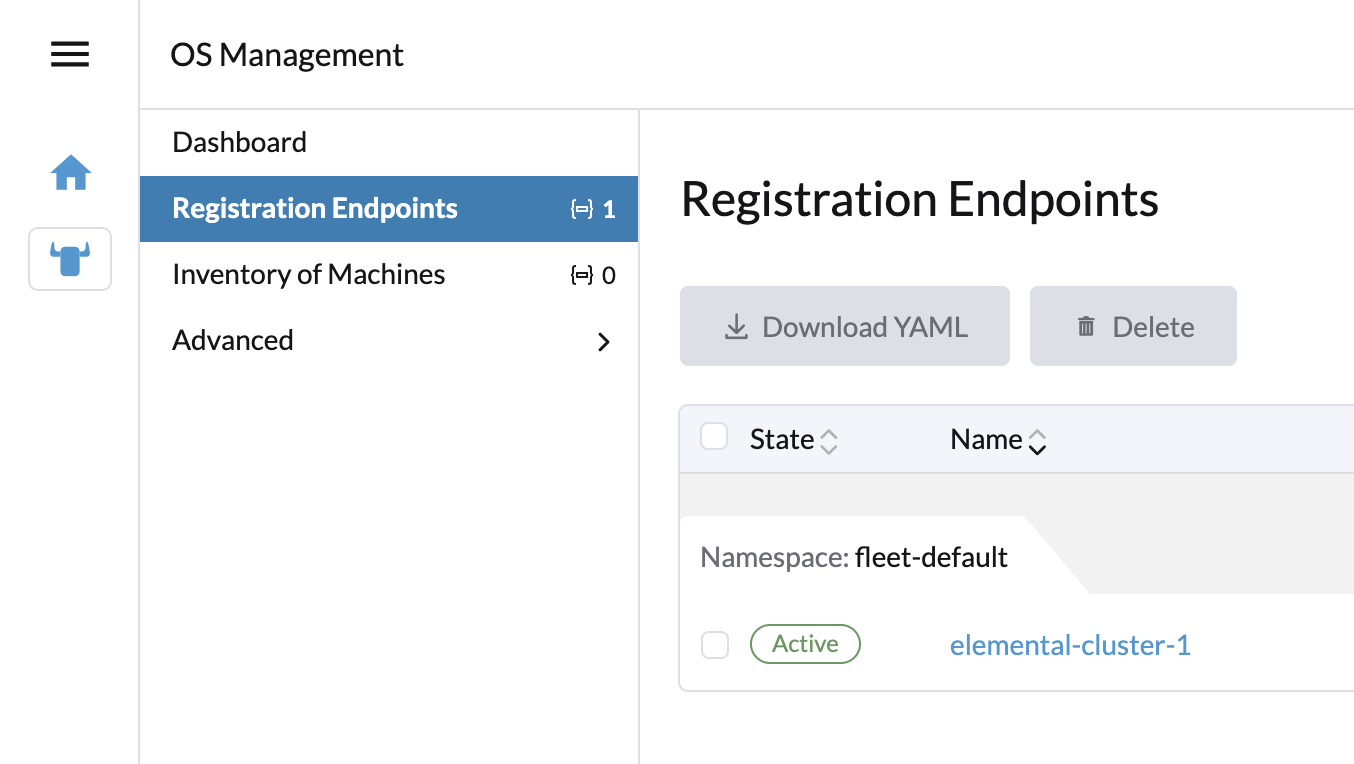 OS Management
Dashboard
Registration Endpoints 1
Inventory of Machines 0
Advanced
Registration Endpoints
Download YAML Delete
State Name
Namespace: fleet-default
Active elemental-cluster-1